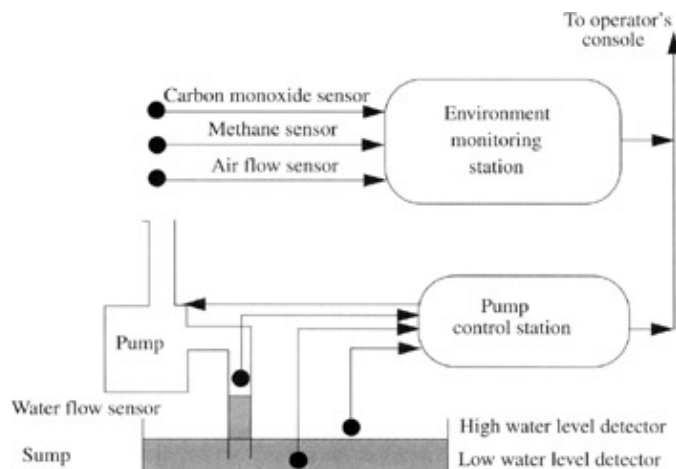 To operator's
console
Carbon monoxide sensor
Methane sensor
Air flow sensor
Environment
monitoring
station
Pump
control station
Pump
Water flow sensor
High water level detector
Sump
Low water level detector